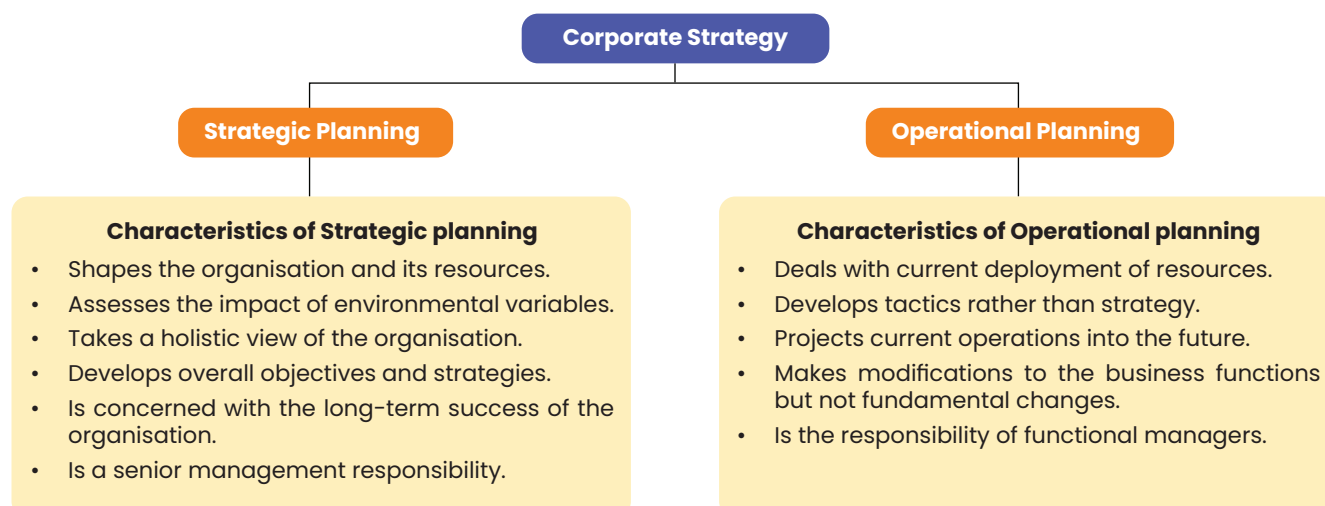 Corporate Strategy
Strategic Planning
Operational Planning
Characteristics of Strategic planning
• Shapes the organisation and its resources.
• Assesses the impact of environmental variables.
• Takes a holistic view of the organisation.
• Develops overall objectives and strategies.
• Is concerned with the long-term success of the
organisation.
• Is a senior management responsibility.
Characteristics of Operational planning
• Deals with current deployment of resources.
• Develops tactics rather than strategy.
• Projects current operations into the future.
• Makes modifications to the business functions
but not fundamental changes.
• Is the responsibility of functional managers.